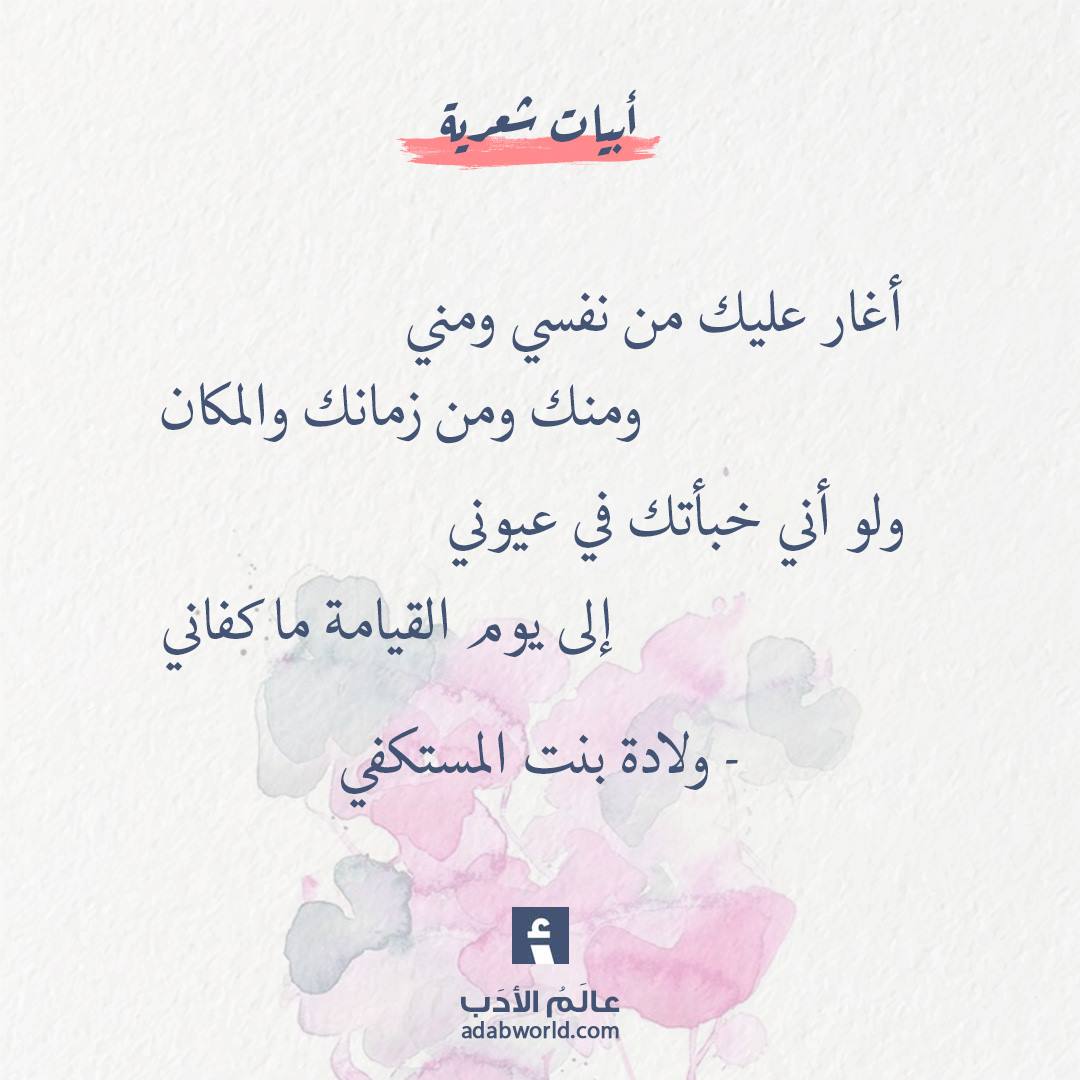 أبيات شعرية
أغار عليك من نفسي ومني
ومنك ومن زمانك والمكان
ولو أني خبأتك في عيوني
إلى يوم القيامة ما كفاني
- ولادة بنت المستكفي
أ
عالَمُ الأدَب
adabworld.com